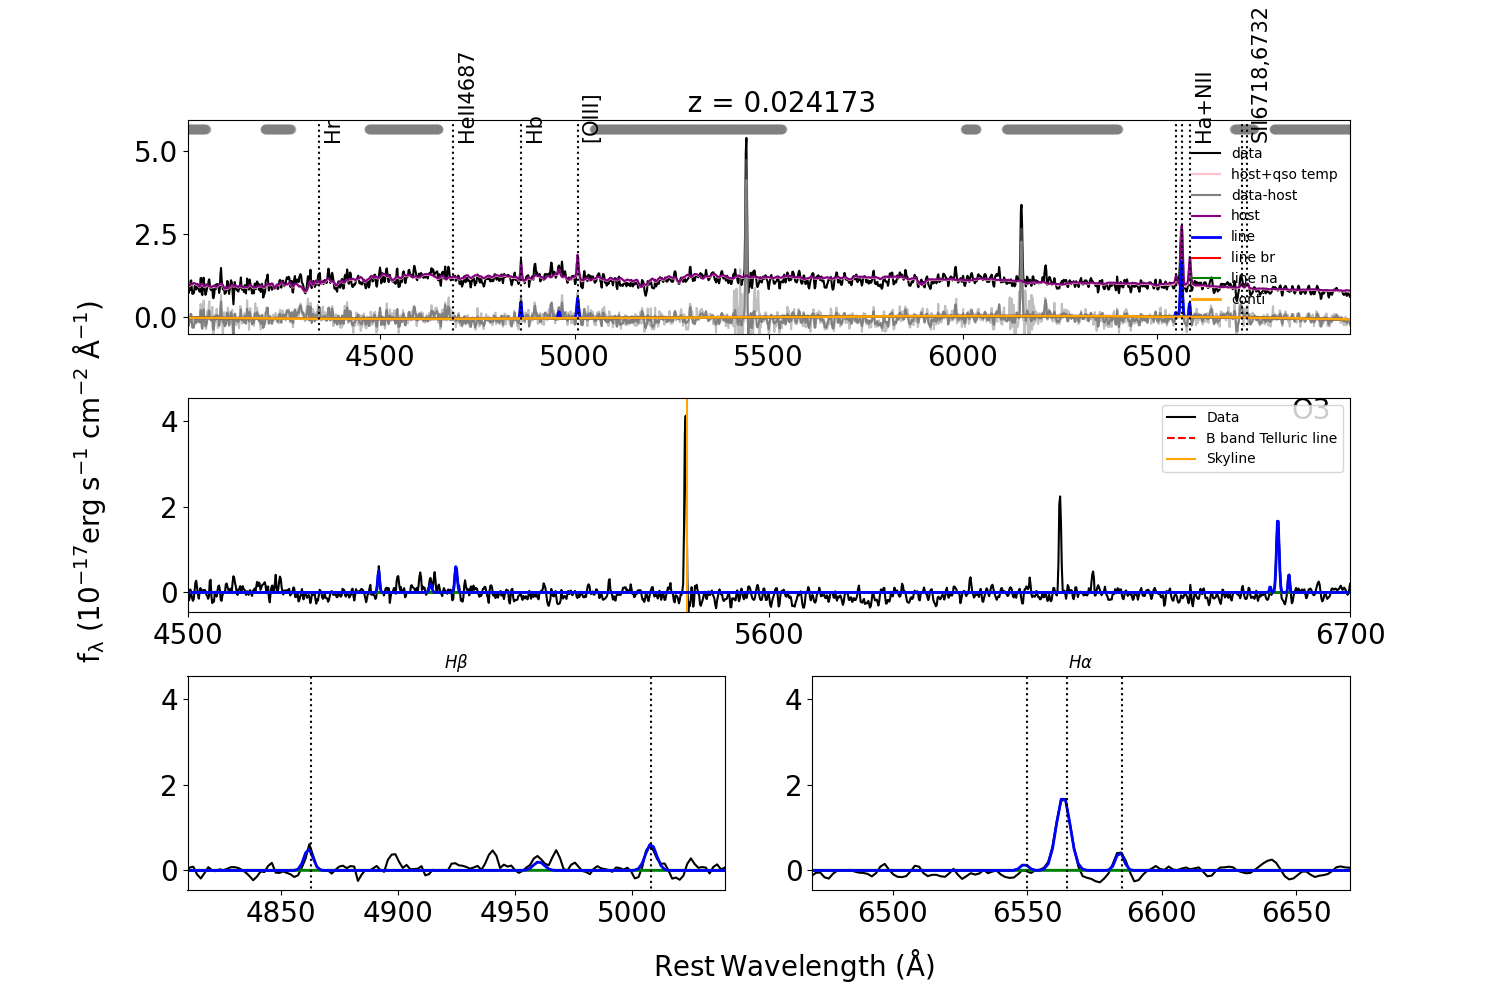 z = 0.024173
Hr
HeII4687
Hb
[OIII]
Ha+NII
SII6718,6732
data
host+qso temp
data-host
host
line
line br
line na
conti
5.0
2.5
0.0
4500
5000
5500
6000
6500
O3
Data
B band Telluric line
Skyline
4
2
0
4500
5600
6700
fλ (10−17erg s−1 cm−2 Å−1)
Hβ
4
2
0
4850
4900
4950
5000
Hα
4
2
0
6500
6550
6600
6650
Rest Wavelength (Å)